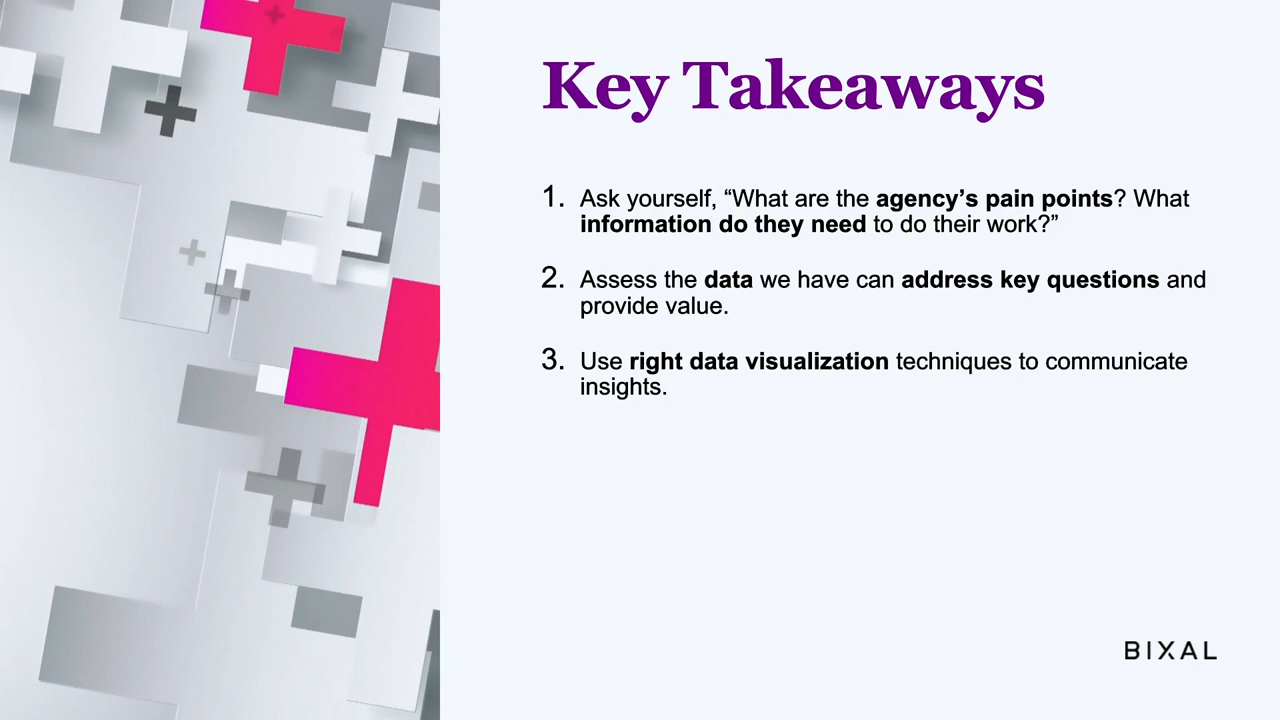 Key Takeaways
1. Ask yourself, “What are the agency’s pain points? What
information do they need to do their work?”
2. Assess the data we have can address key questions and
provide value.
3. Use right data visualization techniques to communicate
insights.
BIXAL